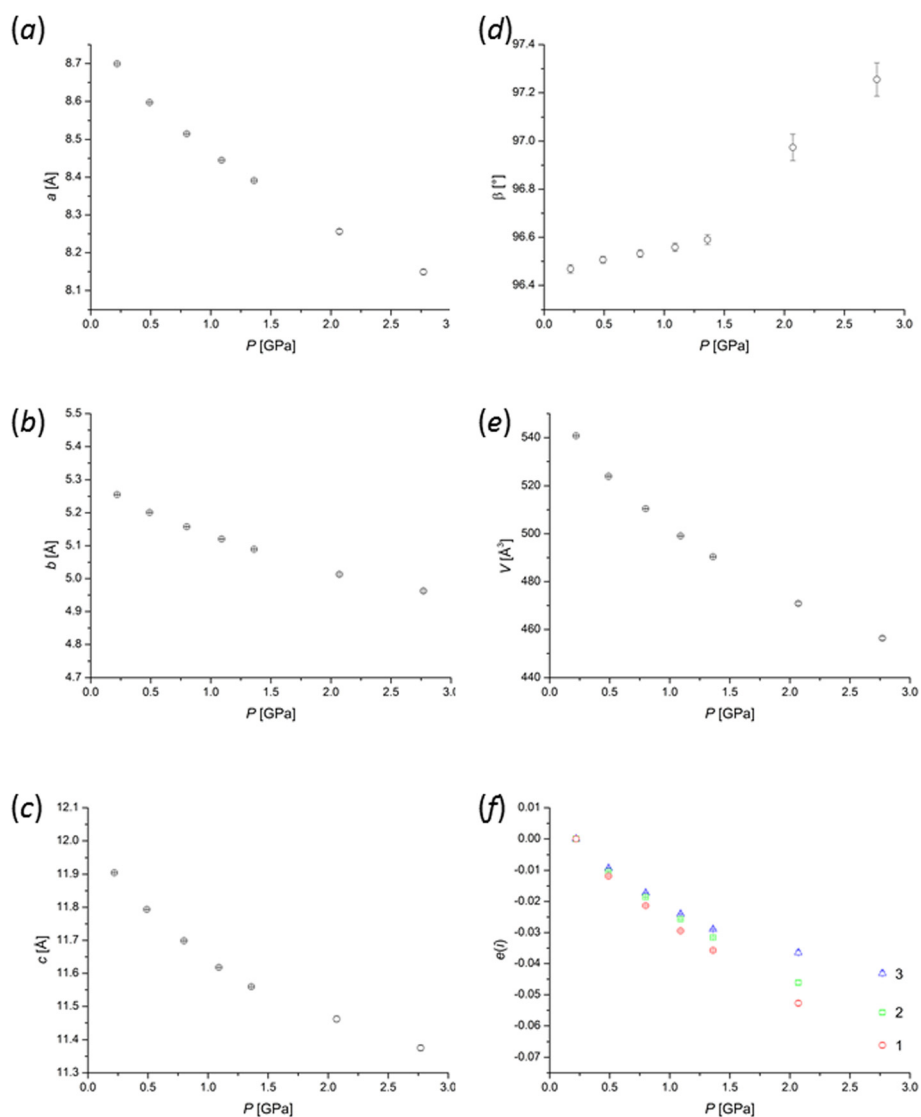 (a)
8.7
8.6
8.5
8.4
8.3
8.2
8.1
a [Å]
0.0 0.5 1.0 1.5 2.0 2.5 3.0
P [GPa]
(d)
97.4
97.2
97.0
96.8
96.6
96.4
β [°]
0.0 0.5 1.0 1.5 2.0 2.5 3.0
P [GPa]
(b)
5.5
5.4
5.3
5.2
5.1
5.0
4.9
4.8
4.7
b [Å]
0.0 0.5 1.0 1.5 2.0 2.5 3.0
P [GPa]
(e)
540
520
500
480
460
440
V [Å³]
0.0 0.5 1.0 1.5 2.0 2.5 3.0
P [GPa]
(c)
12.1
12.0
11.9
11.8
11.7
11.6
11.5
11.4
11.3
c [Å]
0.0 0.5 1.0 1.5 2.0 2.5 3.0
P [GPa]
(f)
0.01
0.00
-0.01
-0.02
-0.03
-0.04
-0.05
-0.06
-0.07
e(i)
3
2
1
0.0 0.5 1.0 1.5 2.0 2.5 3.0
P [GPa]